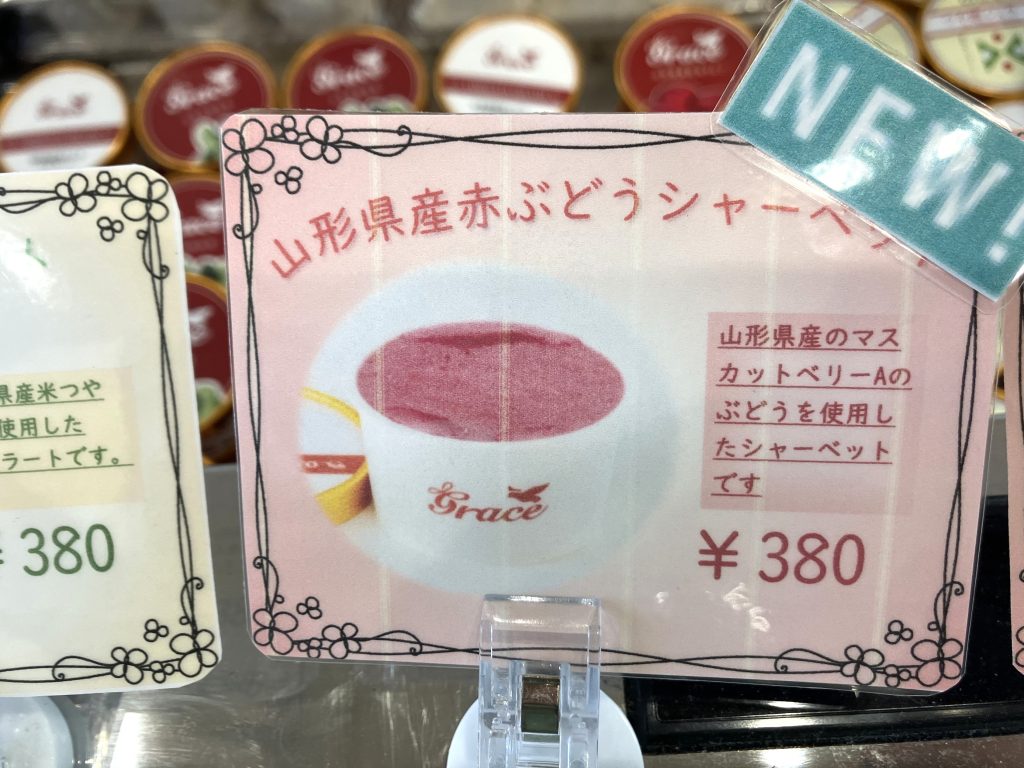 Grace
Grace
Grace
NEW!
山形県産赤ぶどうシャーベ
山形県産のマス
カットベリーAの
ぶどうを使用し
たシャーベット
です
Grace
¥380
県産米つや
使用した
ラートです。
¥380